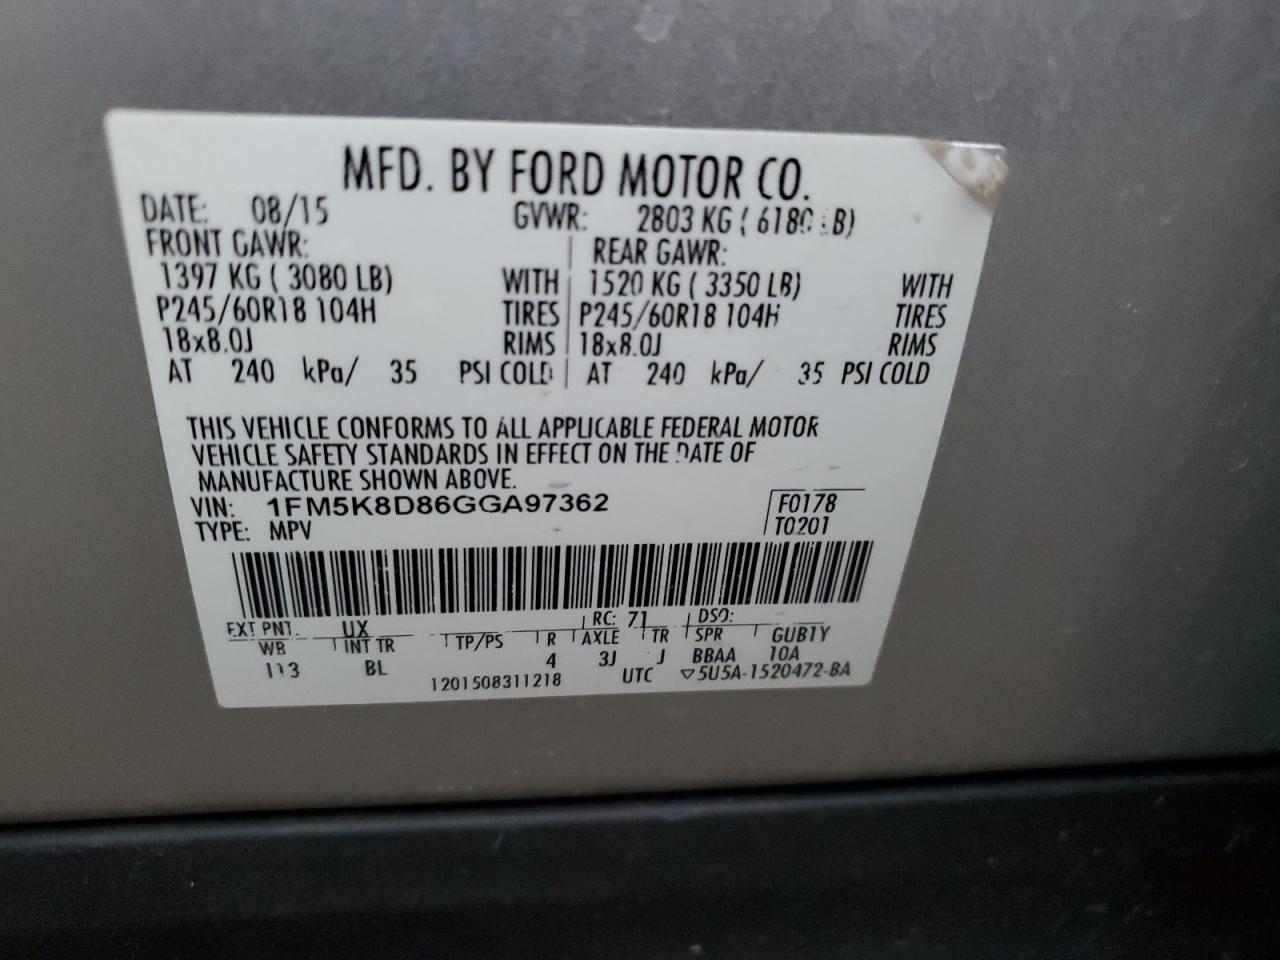 MFD. BY FORD MOTOR CO.
DATE: 08/15 GVWR: 2803 KG ( 6180 LB)
FRONT GAWR: REAR GAWR:
1397 KG ( 3080 LB) WITH 1520 KG ( 3350 LB) WITH
P245/60R18 104H TIRES P245/60R18 104H TIRES
18x8.0J RIMS 18x8.0J RIMS
AT 240 kPa/ 35 PSI COLD AT 240 kPa/ 35 PSI COLD
THIS VEHICLE CONFORMS TO ALL APPLICABLE FEDERAL MOTOR
VEHICLE SAFETY STANDARDS IN EFFECT ON THE DATE OF
MANUFACTURE SHOWN ABOVE.
VIN: 1FM5K8D86GGA97362 F0178
TYPE: MPV T0201
EXT PNT. UX RC: 71 DSO:
WB INT TR TP/PS R AXLE TR SPR GUB1Y
113 BL 4 3J J BBAA 10A
1201508311218 UTC ▽5U5A-1520472-BA